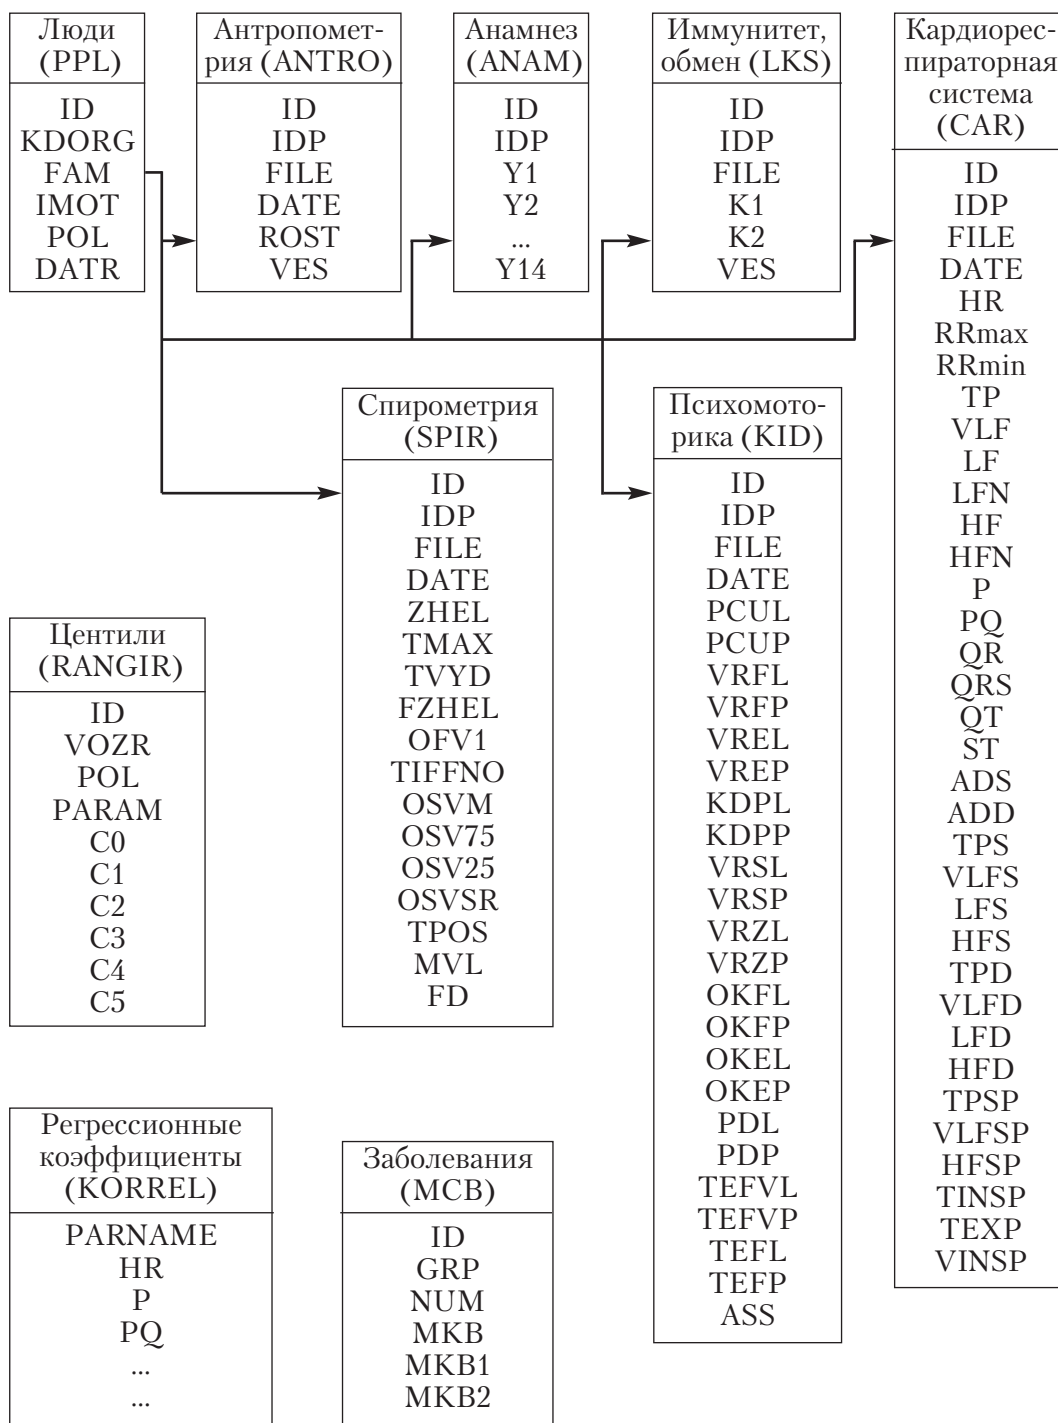 Люди
(PPL)
ID
KDORG
FAM
IMOT
POL
DATR
Антропомет-
рия (ANTRO)
ID
IDP
FILE
DATE
ROST
VES
Анамнез
(ANAM)
ID
IDP
Y1
Y2
...
Y14
Иммунитет,
обмен (LKS)
ID
IDP
FILE
K1
K2
VES
Кардиорес-
пираторная
система
(CAR)
ID
IDP
FILE
DATE
HR
RRmax
RRmin
TP
VLF
LF
LFN
HF
HFN
P
PQ
QR
QRS
QT
ST
ADS
ADD
TPS
VLFS
LFS
HFS
TPD
VLFD
LFD
HFD
TPSP
VLFSP
HFSP
TINSP
TEXP
VINSP
Спирометрия
(SPIR)
ID
IDP
FILE
DATE
ZHEL
TMAX
TVYD
FZHEL
OFV1
TIFFNO
OSVM
OSV75
OSV25
OSVSR
TPOS
MVL
FD
Психомото-
рика (KID)
ID
IDP
FILE
DATE
PCUL
PCUP
VRFL
VRFP
VREL
VREP
KDPL
KDPP
VRSL
VRSP
VRZL
VRZP
OKFL
OKFP
OKEL
OKEP
PDL
PDP
TEFVL
TEFVP
TEFL
TEFP
ASS
Центили
(RANGIR)
ID
VOZR
POL
PARAM
C0
C1
C2
C3
C4
C5
Регрессионные
коэффициенты
(KORREL)
PARNAME
HR
P
PQ
...
...
Заболевания
(MCB)
ID
GRP
NUM
MKB
MKB1
MKB2